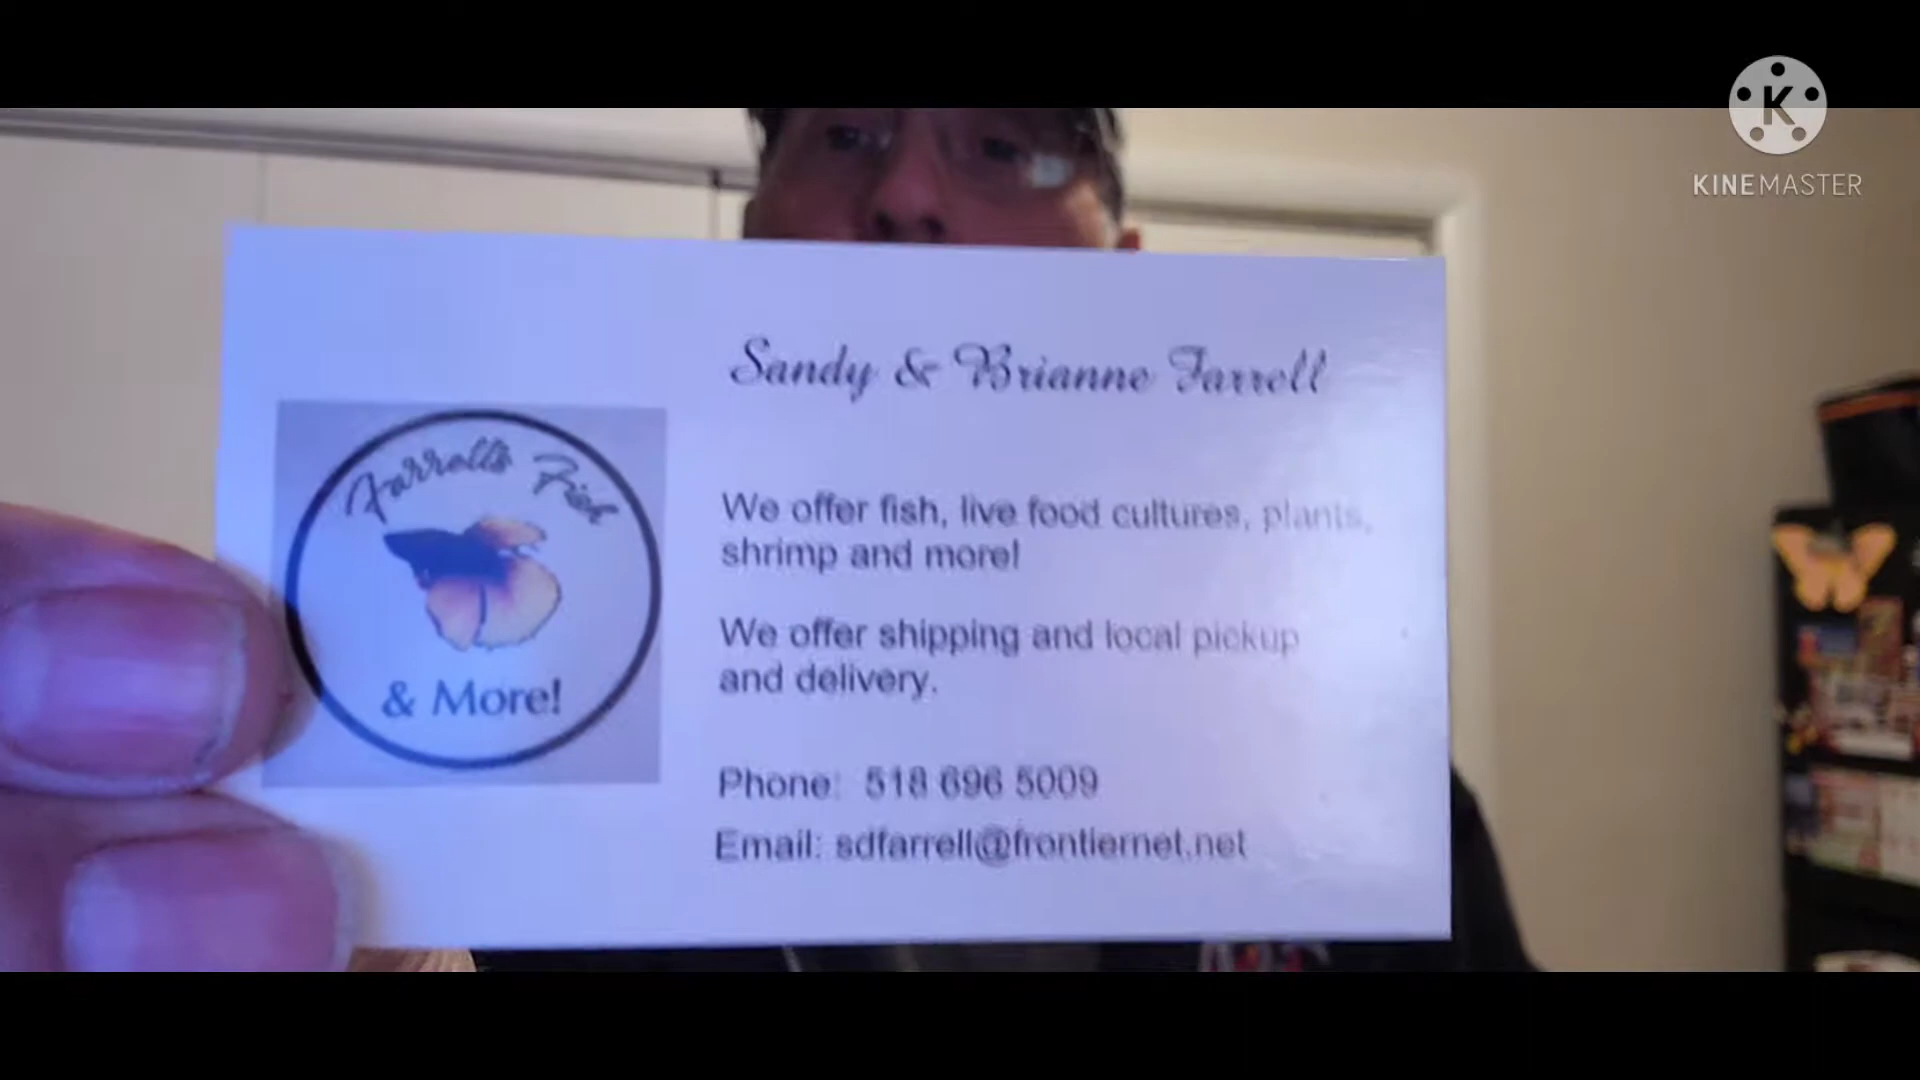 K
KINEMASTER
Sandy & Brianne Farrell
Farrell's Fish
& More!
We offer fish, live food cultures, plants,
shrimp and more!
We offer shipping and local pickup
and delivery.
Phone: 518 696 5009
Email: sdfarrell@frontiernet.net